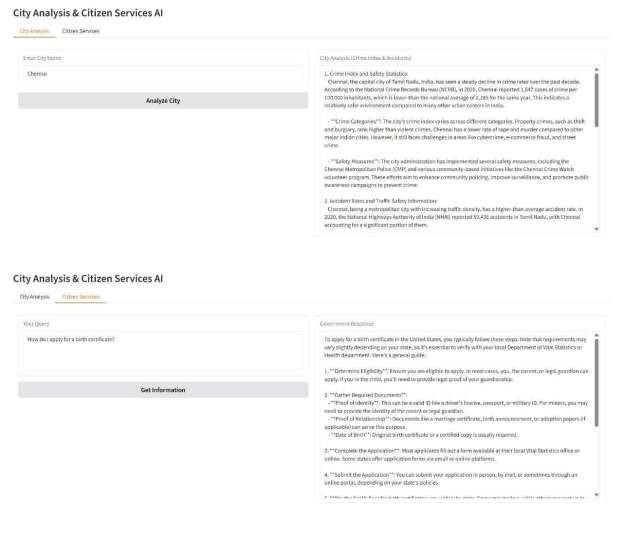 City Analysis & Citizen Services AI
City Analysis Citizen Services
Enter City Name
Chennai
Analyze City
City Analysis (Crime Index & Accidents)
1. Crime Index and Safety Statistics:
Chennai, the capital city of Tamil Nadu, India, has seen a steady decline in crime rates over the past decade.
According to the National Crime Records Bureau (NCRB), in 2020, Chennai reported 1,647 cases of crime per
100,000 inhabitants, which is lower than the national average of 2,285 for the same year. This indicates a
relatively safer environment compared to many other urban centers in India.
- **Crime Categories**: The city's crime index varies across different categories. Property crimes, such as theft
and burglary, rank higher than violent crimes. Chennai has a lower rate of rape and murder compared to other
major Indian cities. However, it still faces challenges in areas like cybercrime, e-commerce fraud, and street
crime.
- **Safety Measures**: The city administration has implemented several safety measures, including the
Chennai Metropolitan Police (CMP) and various community-based initiatives like the Chennai Crime Watch
volunteer program. These efforts aim to enhance community policing, improve surveillance, and promote public
awareness campaigns to prevent crime.
2. Accident Rates and Traffic Safety Information:
Chennai, being a metropolitan city with increasing traffic density, has a higher than average accident rate. In
2020, the National Highways Authority of India (NHAI) reported 59,436 accidents in Tamil Nadu, with Chennai
accounting for a significant portion of them.
City Analysis & Citizen Services AI
City Analysis Citizen Services
Your Query
How do I apply for a birth certificate?
Get Information
Government Response
To apply for a birth certificate in the United States, you typically follow these steps. Note that requirements may
vary slightly depending on your state, so it's essential to verify with your local Department of Vital Statistics or
Health department. Here's a general guide:
1. **Determine Eligibility**: Ensure you are eligible to apply. In most cases, you, the parent, or legal guardian can
apply. If you're the child, you'll need to provide legal proof of your guardianship.
2. **Gather Required Documents**:
- **Proof of Identity**: This can be a valid ID like a driver's license, passport, or military ID. For minors, you may
need to provide the identity of the parent or legal guardian.
- **Proof of Relationship**: Documents like a marriage certificate, birth announcement, or adoption papers (if
applicable) can serve this purpose.
- **Date of Birth**: Original birth certificate or a certified copy is usually required.
3. **Complete the Application**: Most applicants fill out a form available at their local Vital Statistics office or
online. Some states offer application forms via email or online platforms.
4. **Submit the Application**: You can submit your application in person, by mail, or sometimes through an
online portal, depending on your state's policies.